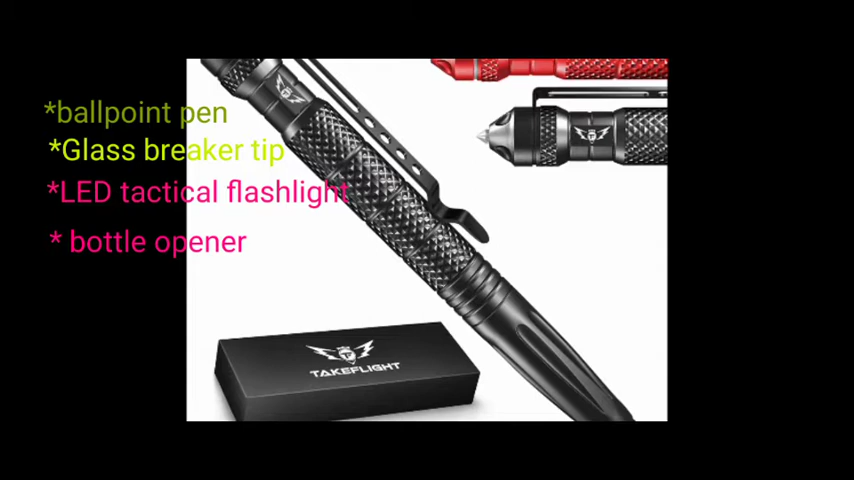 *ballpoint pen
*Glass breaker tip
*LED tactical flashlight
* bottle opener
TAKEFLIGHT